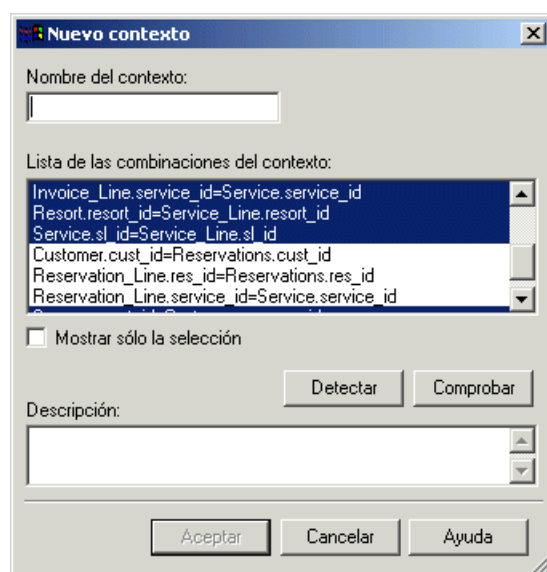 Nuevo contexto
Nombre del contexto:
Lista de las combinaciones del contexto:
Invoice_Line.service_id=Service.service_id
Resort.resort_id=Service_Line.resort_id
Service.sl_id=Service_Line.sl_id
Customer.cust_id=Reservations.cust_id
Reservation_Line.res_id=Reservations.res_id
Reservation_Line.service_id=Service.service_id
Mostrar sólo la selección
Detectar Comprobar
Descripción:
Aceptar Cancelar Ayuda